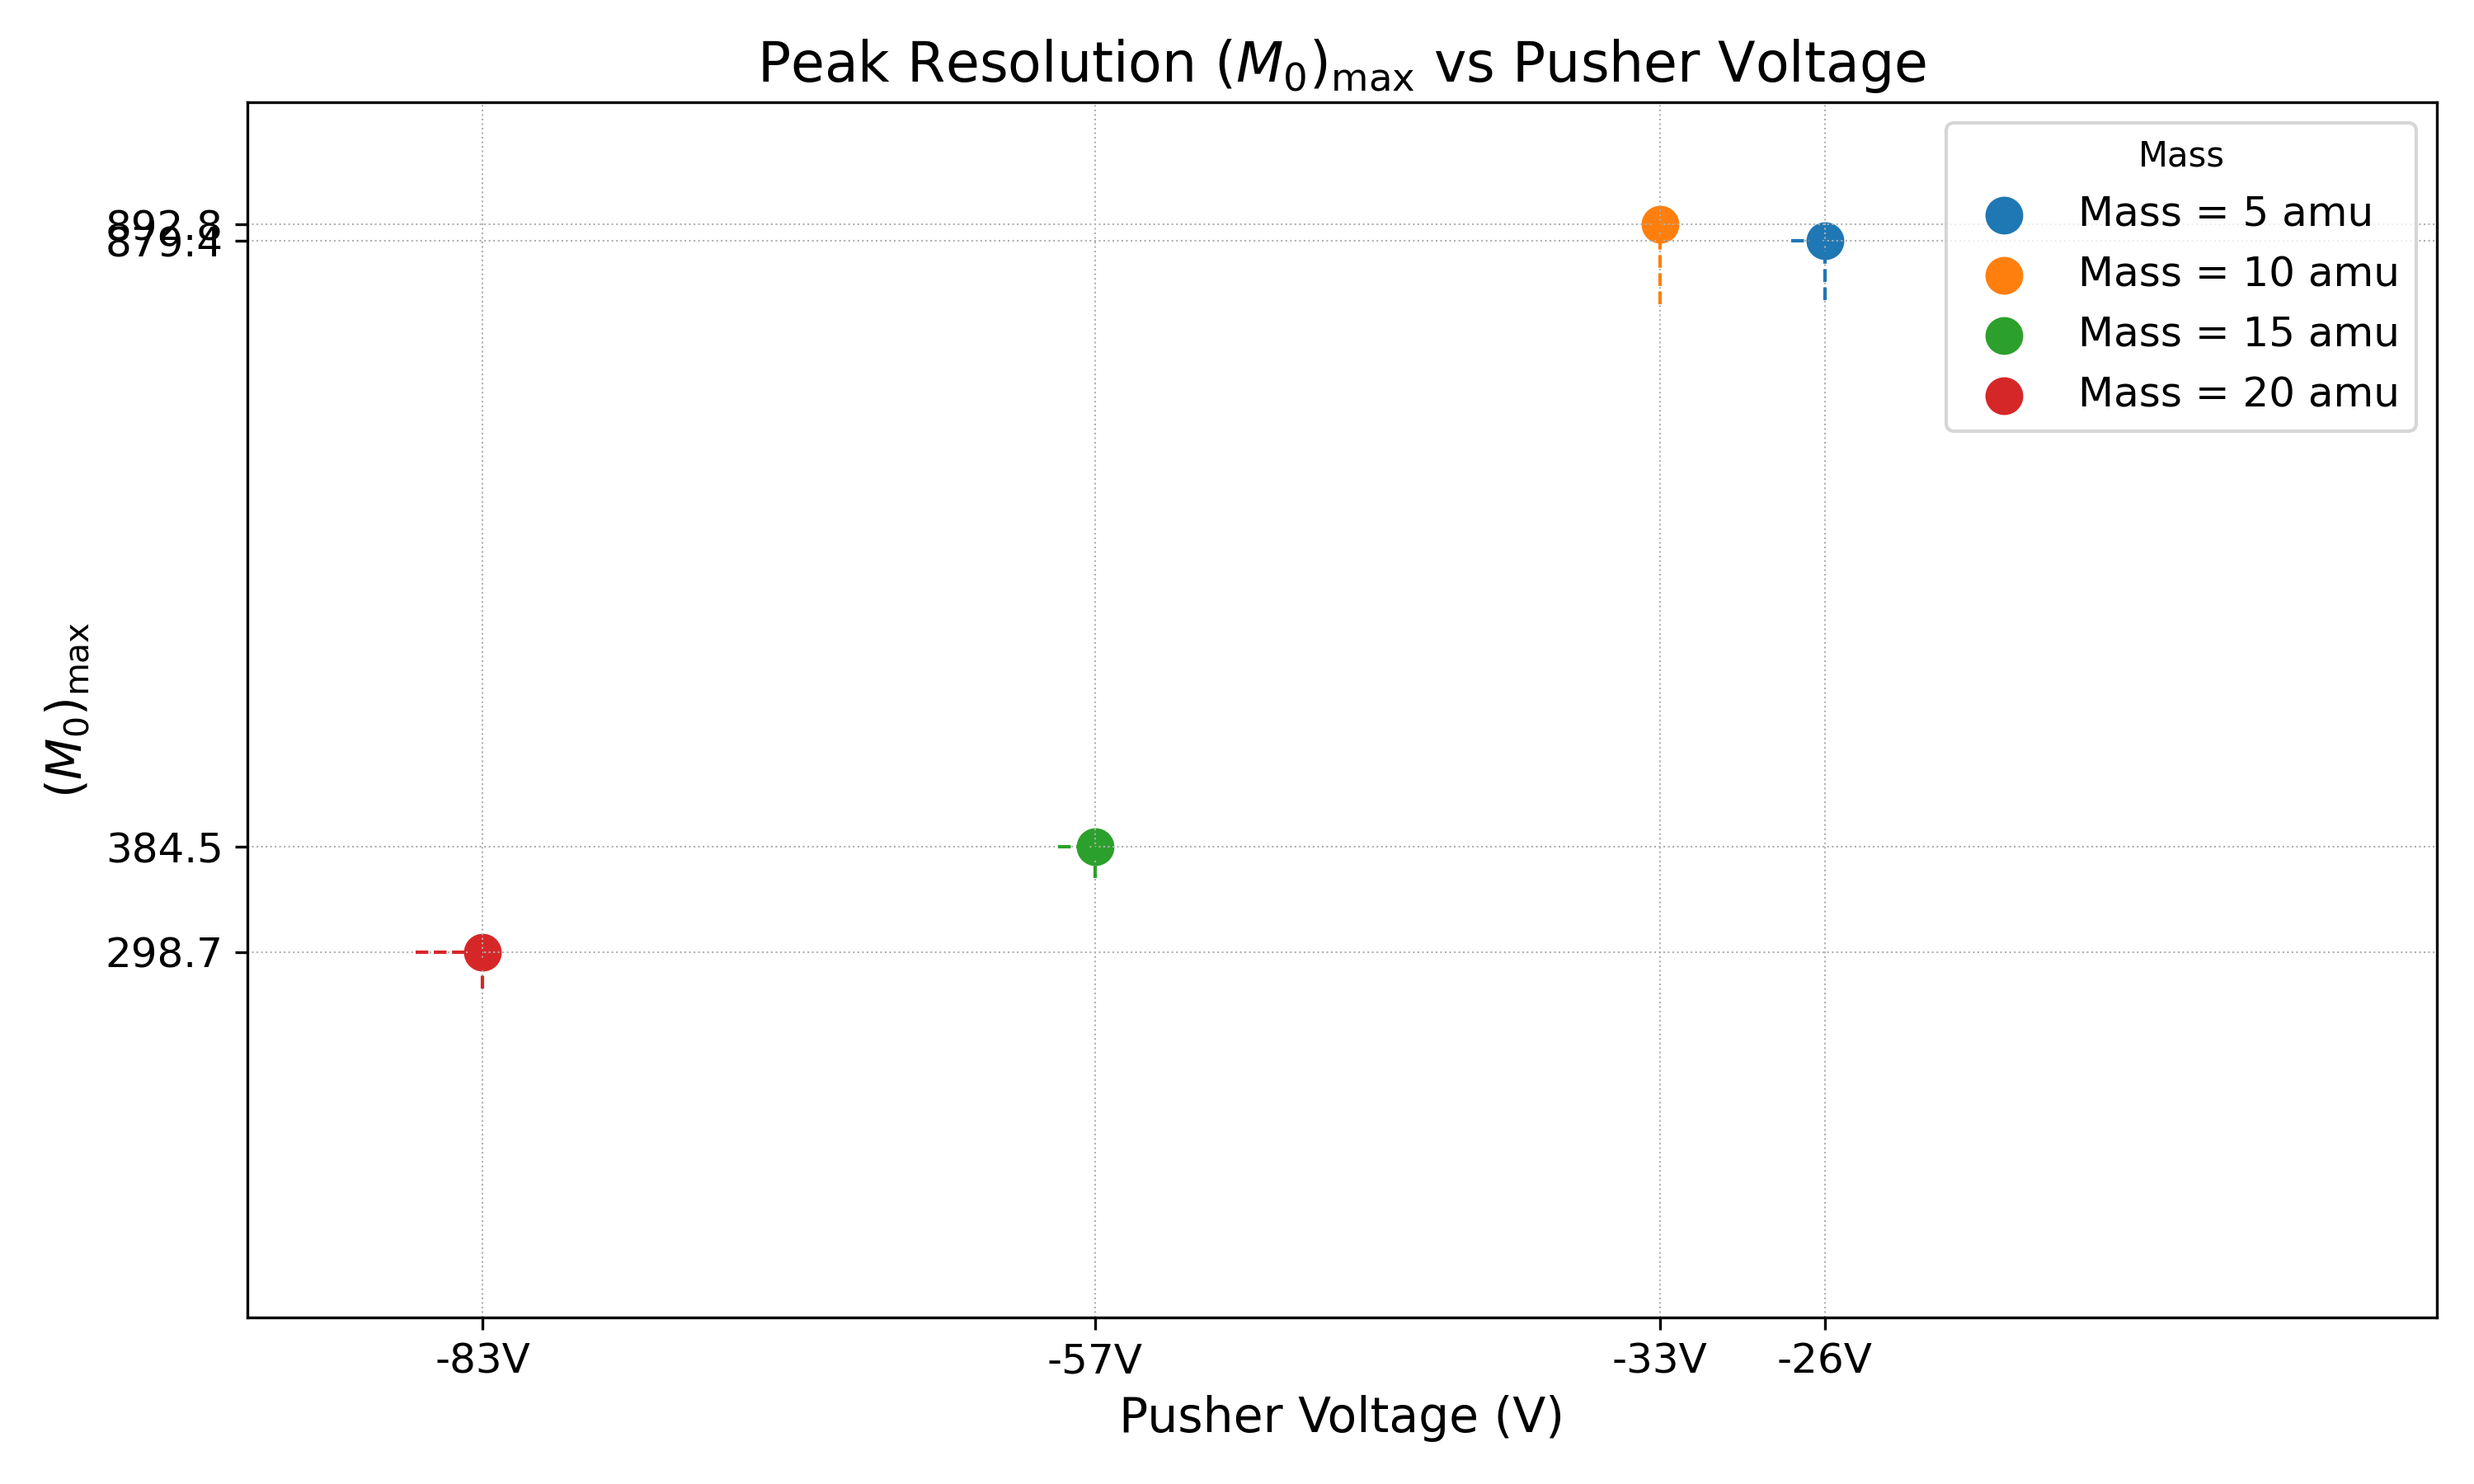 Peak Resolution (M₀)max vs Pusher Voltage
Mass
Mass = 5 amu
Mass = 10 amu
Mass = 15 amu
Mass = 20 amu
892.8
879.4
384.5
298.7
(M₀)max
-83V
-57V
-33V
-26V
Pusher Voltage (V)